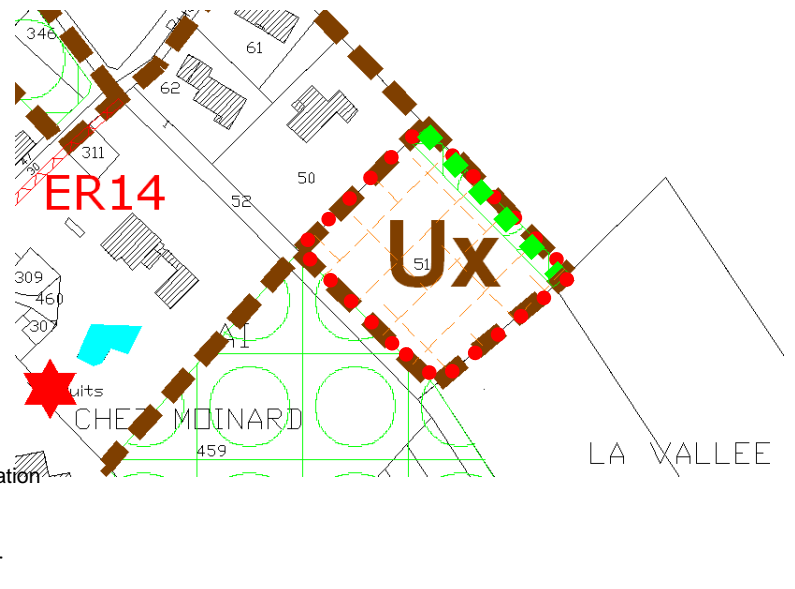 346
61
62
311
30
ER14
50
52
Ux
51
309
460
307
AI
uits
CHEZ MOINARD
459
LA VALLEE
ation